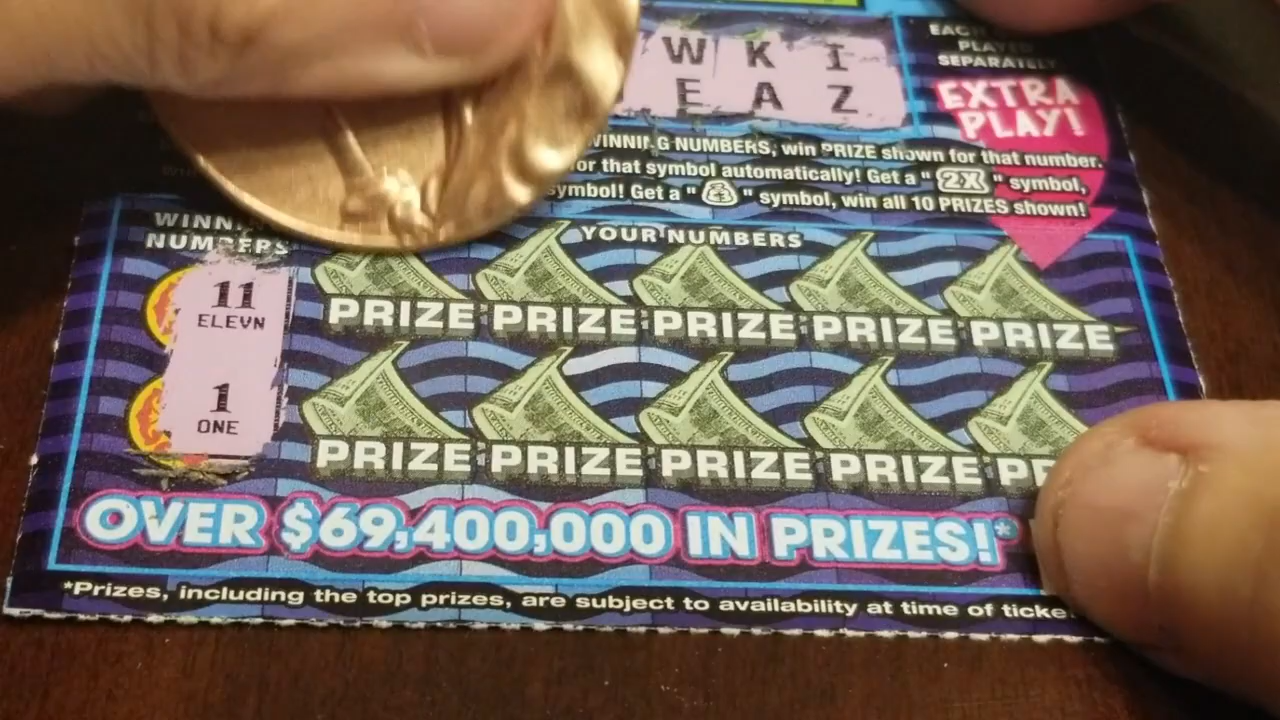 W K I
E A Z
PLAYED
SEPARATELY
EXTRA
PLAY!
WINNING NUMBERS, win PRIZE shown for that number.
for that symbol automatically! Get a " 2X " symbol,
symbol! Get a " " symbol, win all 10 PRIZES shown!
NUMBERS
YOUR NUMBERS
11
ELEVN
PRIZE PRIZE PRIZE PRIZE PRIZE
1
ONE
PRIZE PRIZE PRIZE PRIZE
OVER $69,400,000 IN PRIZES!*
*Prizes, including the top prizes, are subject to availability at time of